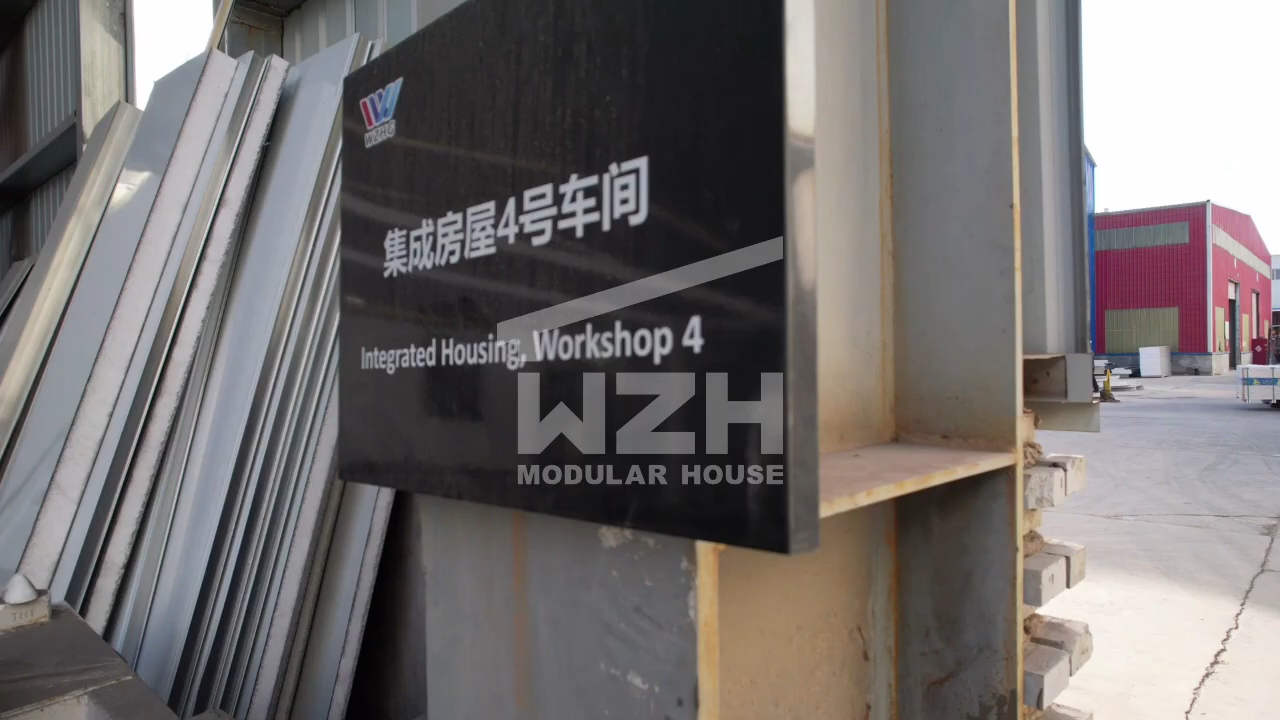 WZHG
集成房屋4号车间
Integrated Housing, Workshop 4
WZH
MODULAR HOUSE